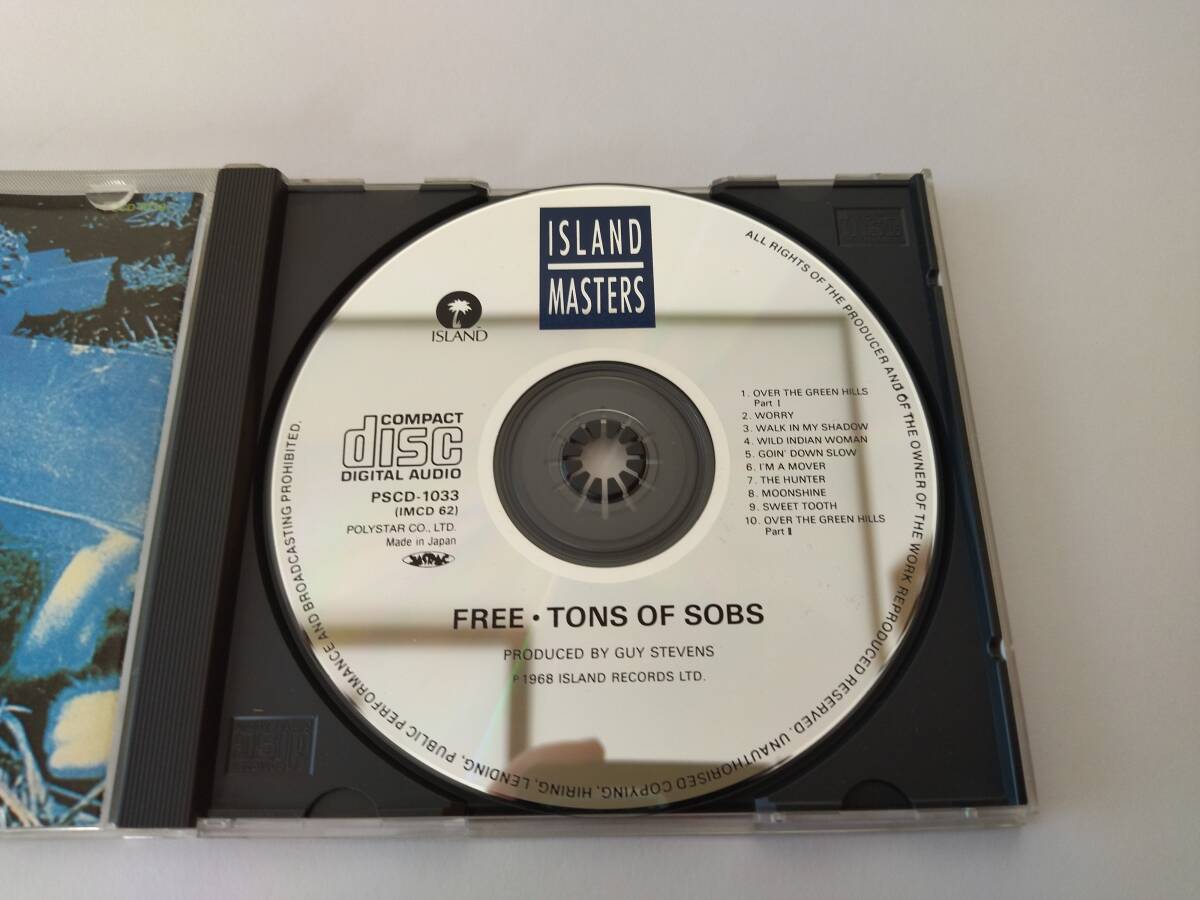 ISLAND
MASTERS
ISLAND
COMPACT
disc
DIGITAL AUDIO
PSCD-1033
(IMCD 62)
POLYSTAR CO., LTD.
Made in Japan
JASRAC
1. OVER THE GREEN HILLS
Part I
2. WORRY
3. WALK IN MY SHADOW
4. WILD INDIAN WOMAN
5. GOIN' DOWN SLOW
6. I'M A MOVER
7. THE HUNTER
8. MOONSHINE
9. SWEET TOOTH
10. OVER THE GREEN HILLS
Part II
FREE • TONS OF SOBS
PRODUCED BY GUY STEVENS
℗ 1968 ISLAND RECORDS LTD.
ALL RIGHTS OF THE PRODUCER AND OF THE OWNER OF THE WORK REPRODUCED RESERVED. UNAUTHORISED COPYING, HIRING, LENDING, PUBLIC PERFORMANCE AND BROADCASTING PROHIBITED.